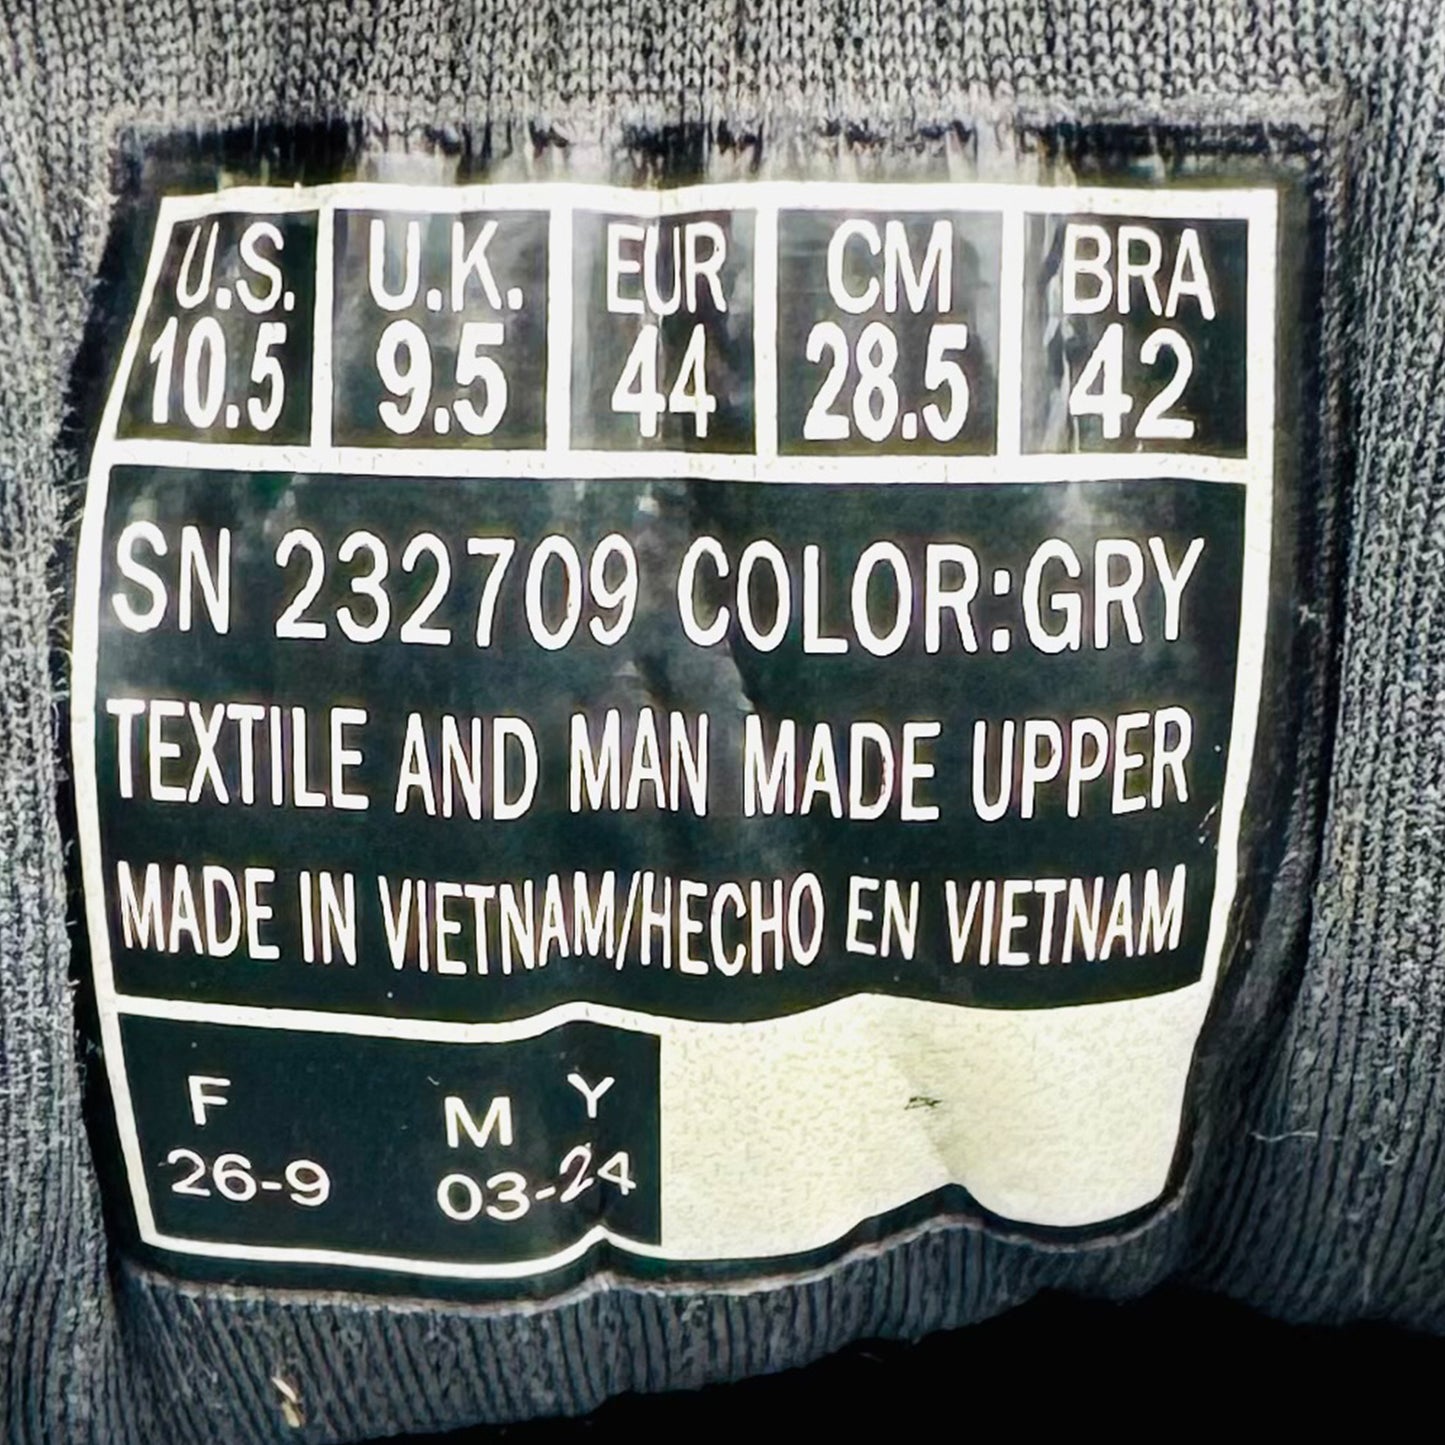 U.S. U.K. EUR CM BRA
10.5 9.5 44 28.5 42
SN 232709 COLOR:GRY
TEXTILE AND MAN MADE UPPER
MADE IN VIETNAM/HECHO EN VIETNAM
F M Y
26-9 03-24